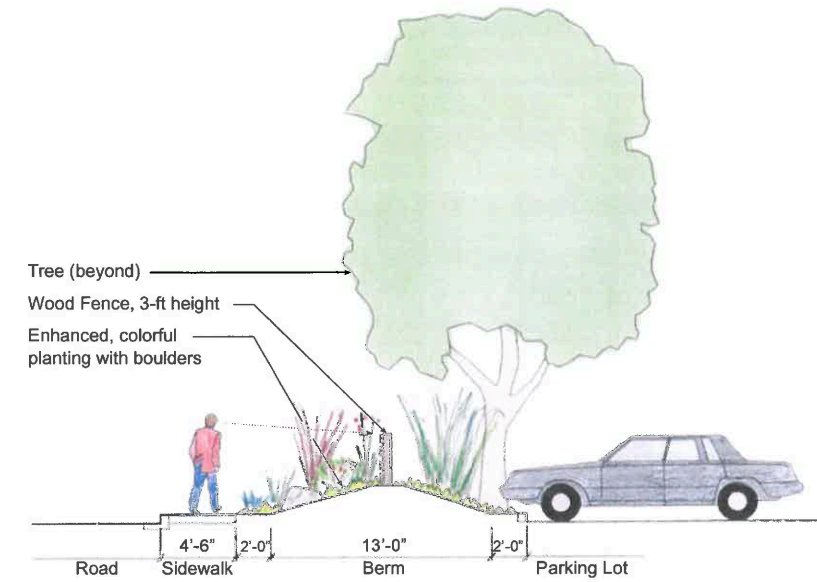 Tree (beyond)
Wood Fence, 3-ft height
Enhanced, colorful
planting with boulders
4'-6" 2'-0" 13'-0" 2'-0"
Road Sidewalk Berm Parking Lot